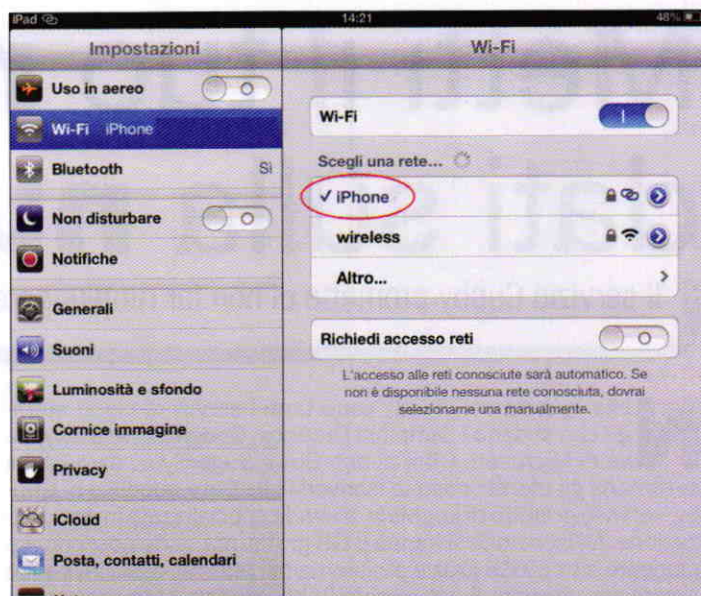 iPad 14:21 48%
Impostazioni
Uso in aereo
Wi-Fi iPhone
Bluetooth Sì
Non disturbare
Notifiche
Generali
Suoni
Luminosità e sfondo
Cornice immagine
Privacy
iCloud
Posta, contatti, calendari
Wi-Fi
Wi-Fi
Scegli una rete...
✓ iPhone
wireless
Altro...
Richiedi accesso reti
L'accesso alle reti conosciute sarà automatico. Se
non è disponibile nessuna rete conosciuta, dovrai
selezionarne una manualmente.